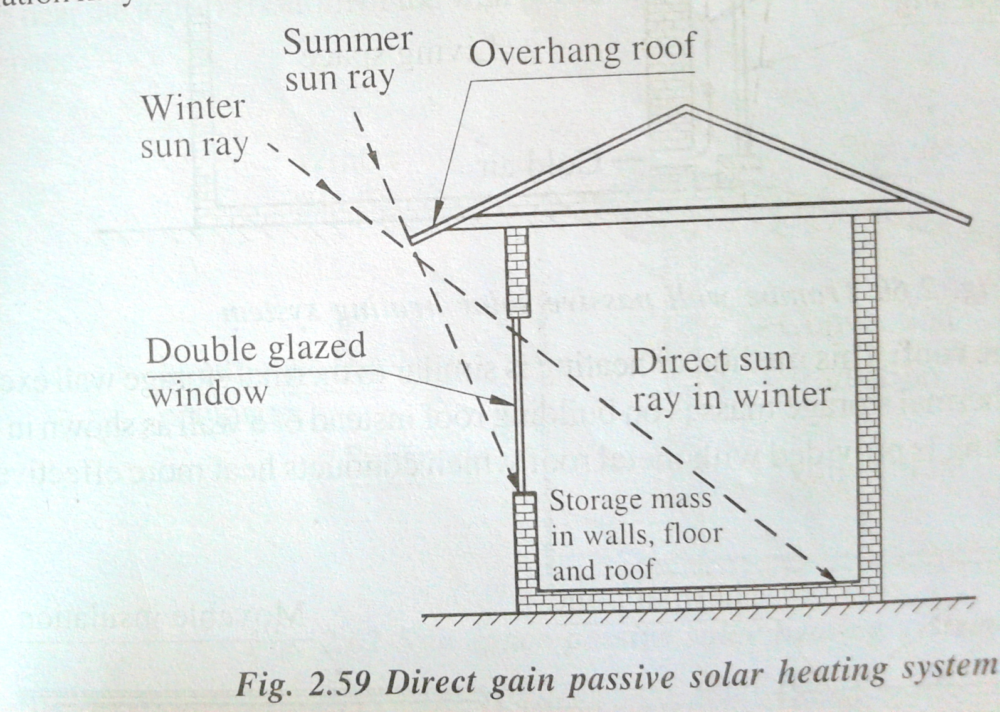 Summer
sun ray
Overhang roof
Winter
sun ray
Double glazed
window
Direct sun
ray in winter
Storage mass
in walls, floor
and roof
Fig. 2.59 Direct gain passive solar heating system